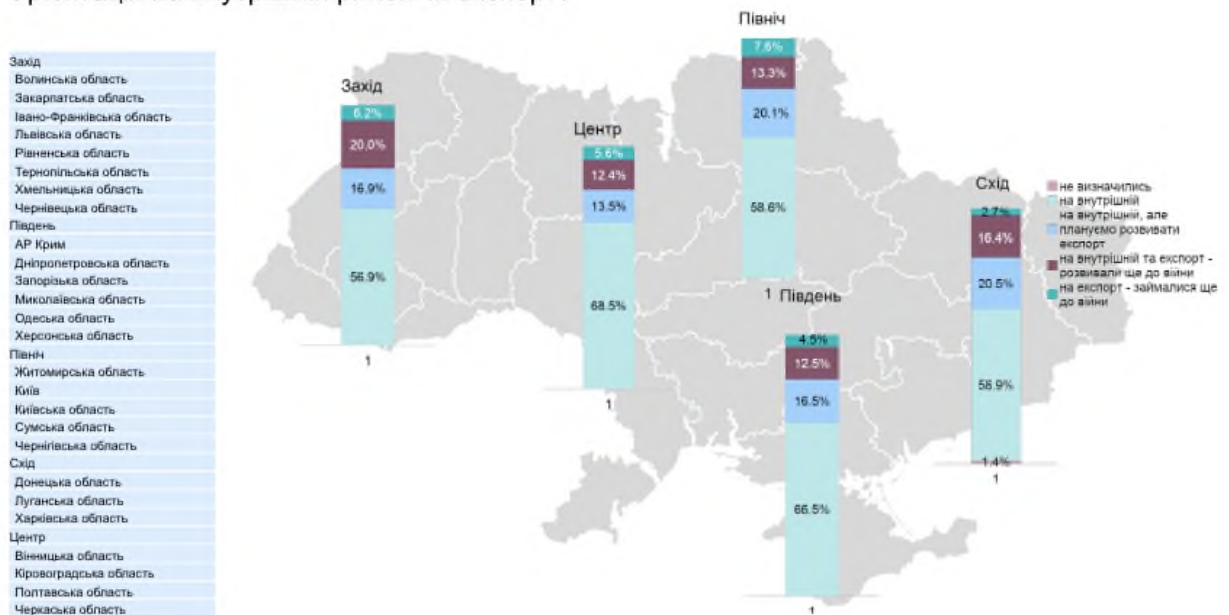 Захід
Волинська область
Закарпатська область
Івано-Франківська область
Львівська область
Рівненська область
Тернопільська область
Хмельницька область
Чернівецька область
Південь
АР Крим
Дніпропетровська область
Запорізька область
Миколаївська область
Одеська область
Херсонська область
Північ
Житомирська область
Київ
Київська область
Сумська область
Чернігівська область
Схід
Донецька область
Луганська область
Харківська область
Центр
Вінницька область
Кіровоградська область
Полтавська область
Черкаська область
Захід
6.2%
20.0%
16.9%
56.9%
1
Центр
5.6%
12.4%
13.5%
68.5%
1
Північ
7.6%
13.3%
20.1%
58.6%
1
Південь
4.5%
12.5%
16.5%
66.5%
1
Схід
2.7%
16.4%
20.5%
58.9%
1.4%
1
не визначились
на внутрішній
на внутрішній, але
плануємо розвивати
експорт
на внутрішній та експорт -
розвивали ще до війни
на експорт - займалися ще
до війни